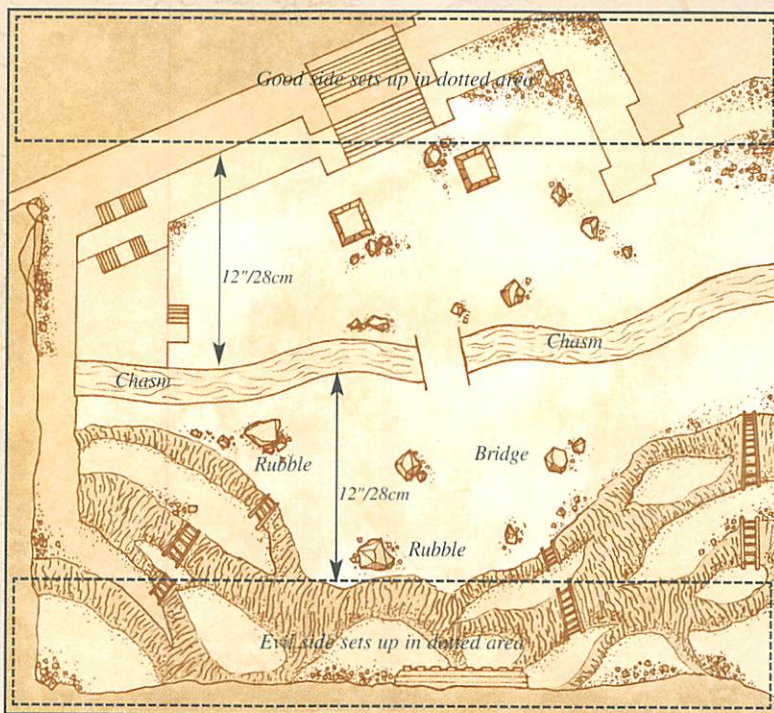 Good side sets up in dotted area
12"/28cm
Chasm
Chasm
Rubble
Bridge
12"/28cm
Rubble
Evil side sets up in dotted area